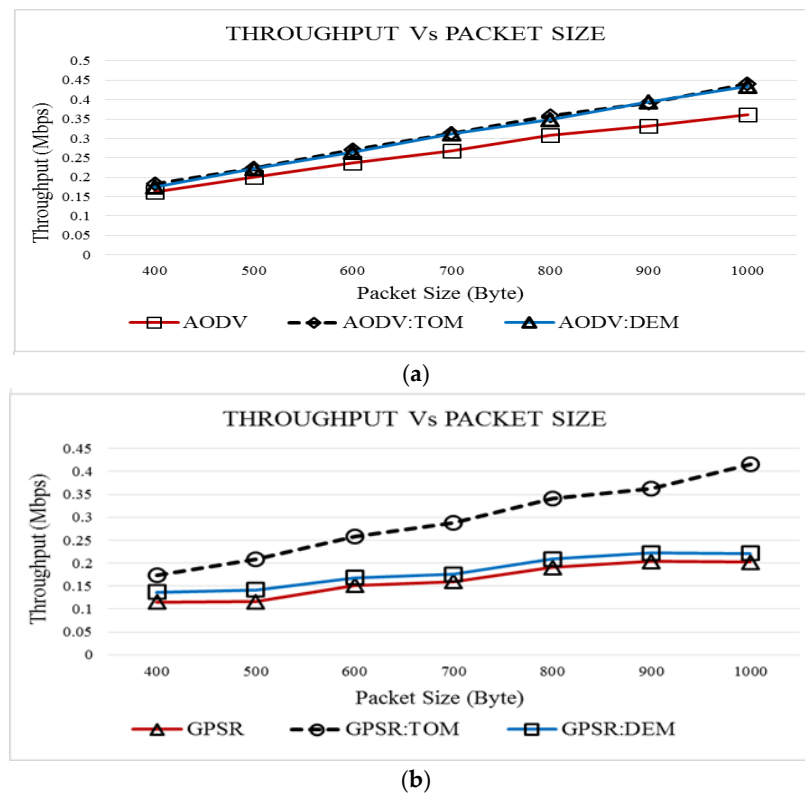 THROUGHPUT Vs PACKET SIZE
Throughput (Mbps)
0.5
0.45
0.4
0.35
0.3
0.25
0.2
0.15
0.1
0.05
0
400 500 600 700 800 900 1000
Packet Size (Byte)
AODV AODV:TOM AODV:DEM
(a)
THROUGHPUT Vs PACKET SIZE
Throughput (Mbps)
0.45
0.4
0.35
0.3
0.25
0.2
0.15
0.1
0.05
0
400 500 600 700 800 900 1000
Packet Size (Byte)
GPSR GPSR:TOM GPSR:DEM
(b)